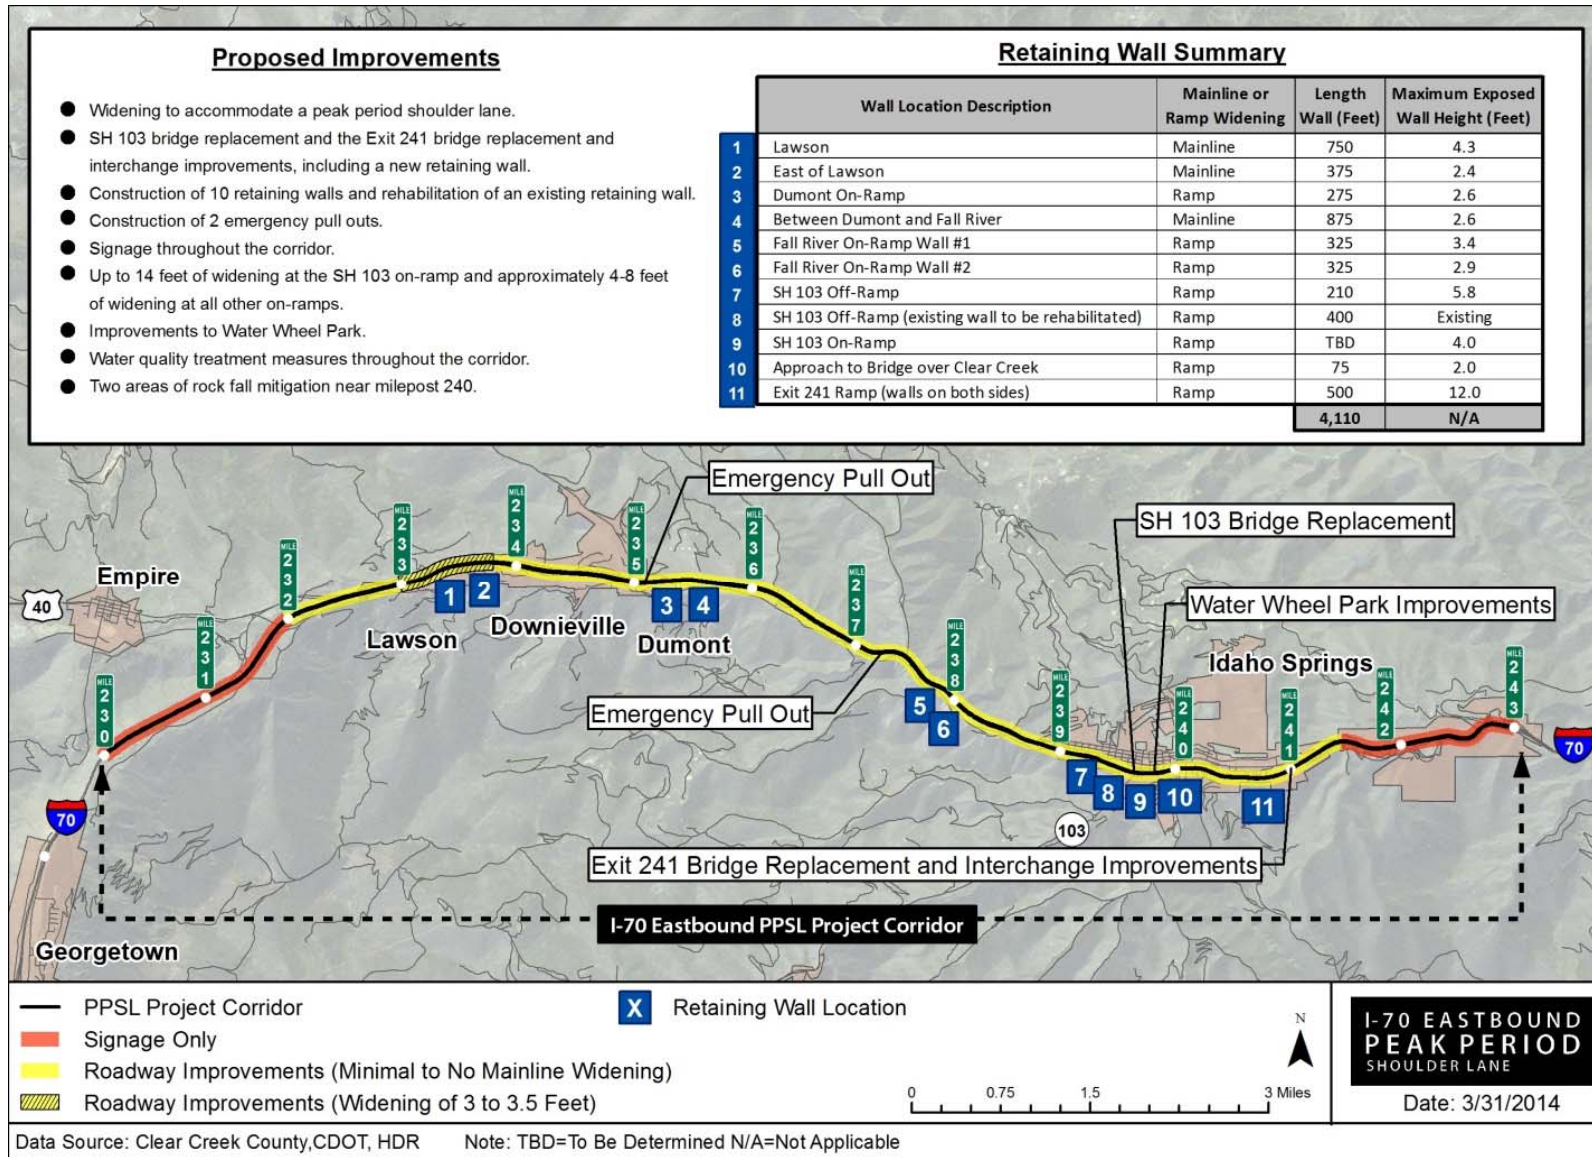 Proposed Improvements
● Widening to accommodate a peak period shoulder lane.
● SH 103 bridge replacement and the Exit 241 bridge replacement and
interchange improvements, including a new retaining wall.
● Construction of 10 retaining walls and rehabilitation of an existing retaining wall.
● Construction of 2 emergency pull outs.
● Signage throughout the corridor.
● Up to 14 feet of widening at the SH 103 on-ramp and approximately 4-8 feet
of widening at all other on-ramps.
● Improvements to Water Wheel Park.
● Water quality treatment measures throughout the corridor.
● Two areas of rock fall mitigation near milepost 240.
Retaining Wall Summary
Wall Location Description
Mainline or
Ramp Widening
Length
Wall (Feet)
Maximum Exposed
Wall Height (Feet)
1 Lawson Mainline 750 4.3
2 East of Lawson Mainline 375 2.4
3 Dumont On-Ramp Ramp 275 2.6
4 Between Dumont and Fall River Mainline 875 2.6
5 Fall River On-Ramp Wall #1 Ramp 325 3.4
6 Fall River On-Ramp Wall #2 Ramp 325 2.9
7 SH 103 Off-Ramp Ramp 210 5.8
8 SH 103 Off-Ramp (existing wall to be rehabilitated) Ramp 400 Existing
9 SH 103 On-Ramp Ramp TBD 4.0
10 Approach to Bridge over Clear Creek Ramp 75 2.0
11 Exit 241 Ramp (walls on both sides) Ramp 500 12.0
4,110 N/A
Emergency Pull Out
SH 103 Bridge Replacement
Water Wheel Park Improvements
MILE 230
MILE 231
MILE 232
MILE 233
MILE 234
MILE 235
MILE 236
MILE 237
MILE 238
MILE 239
MILE 240
MILE 241
MILE 242
MILE 243
Empire
40
1
2
3
4
Lawson
Downieville
Dumont
Idaho Springs
Emergency Pull Out
5
6
7
8
9
10
11
70
70
103
Exit 241 Bridge Replacement and Interchange Improvements
I-70 Eastbound PPSL Project Corridor
Georgetown
PPSL Project Corridor
Signage Only
Roadway Improvements (Minimal to No Mainline Widening)
Roadway Improvements (Widening of 3 to 3.5 Feet)
X Retaining Wall Location
N
0 0.75 1.5 3 Miles
I-70 EASTBOUND
PEAK PERIOD
SHOULDER LANE
Date: 3/31/2014
Data Source: Clear Creek County,CDOT, HDR Note: TBD=To Be Determined N/A=Not Applicable